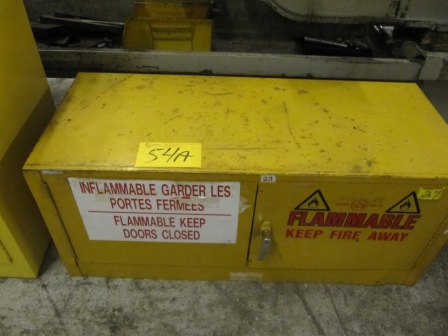 54A
INFLAMMABLE GARDER LES
PORTES FERMEES
FLAMMABLE KEEP
DOORS CLOSED
23
FLAMMABLE
KEEP FIRE AWAY